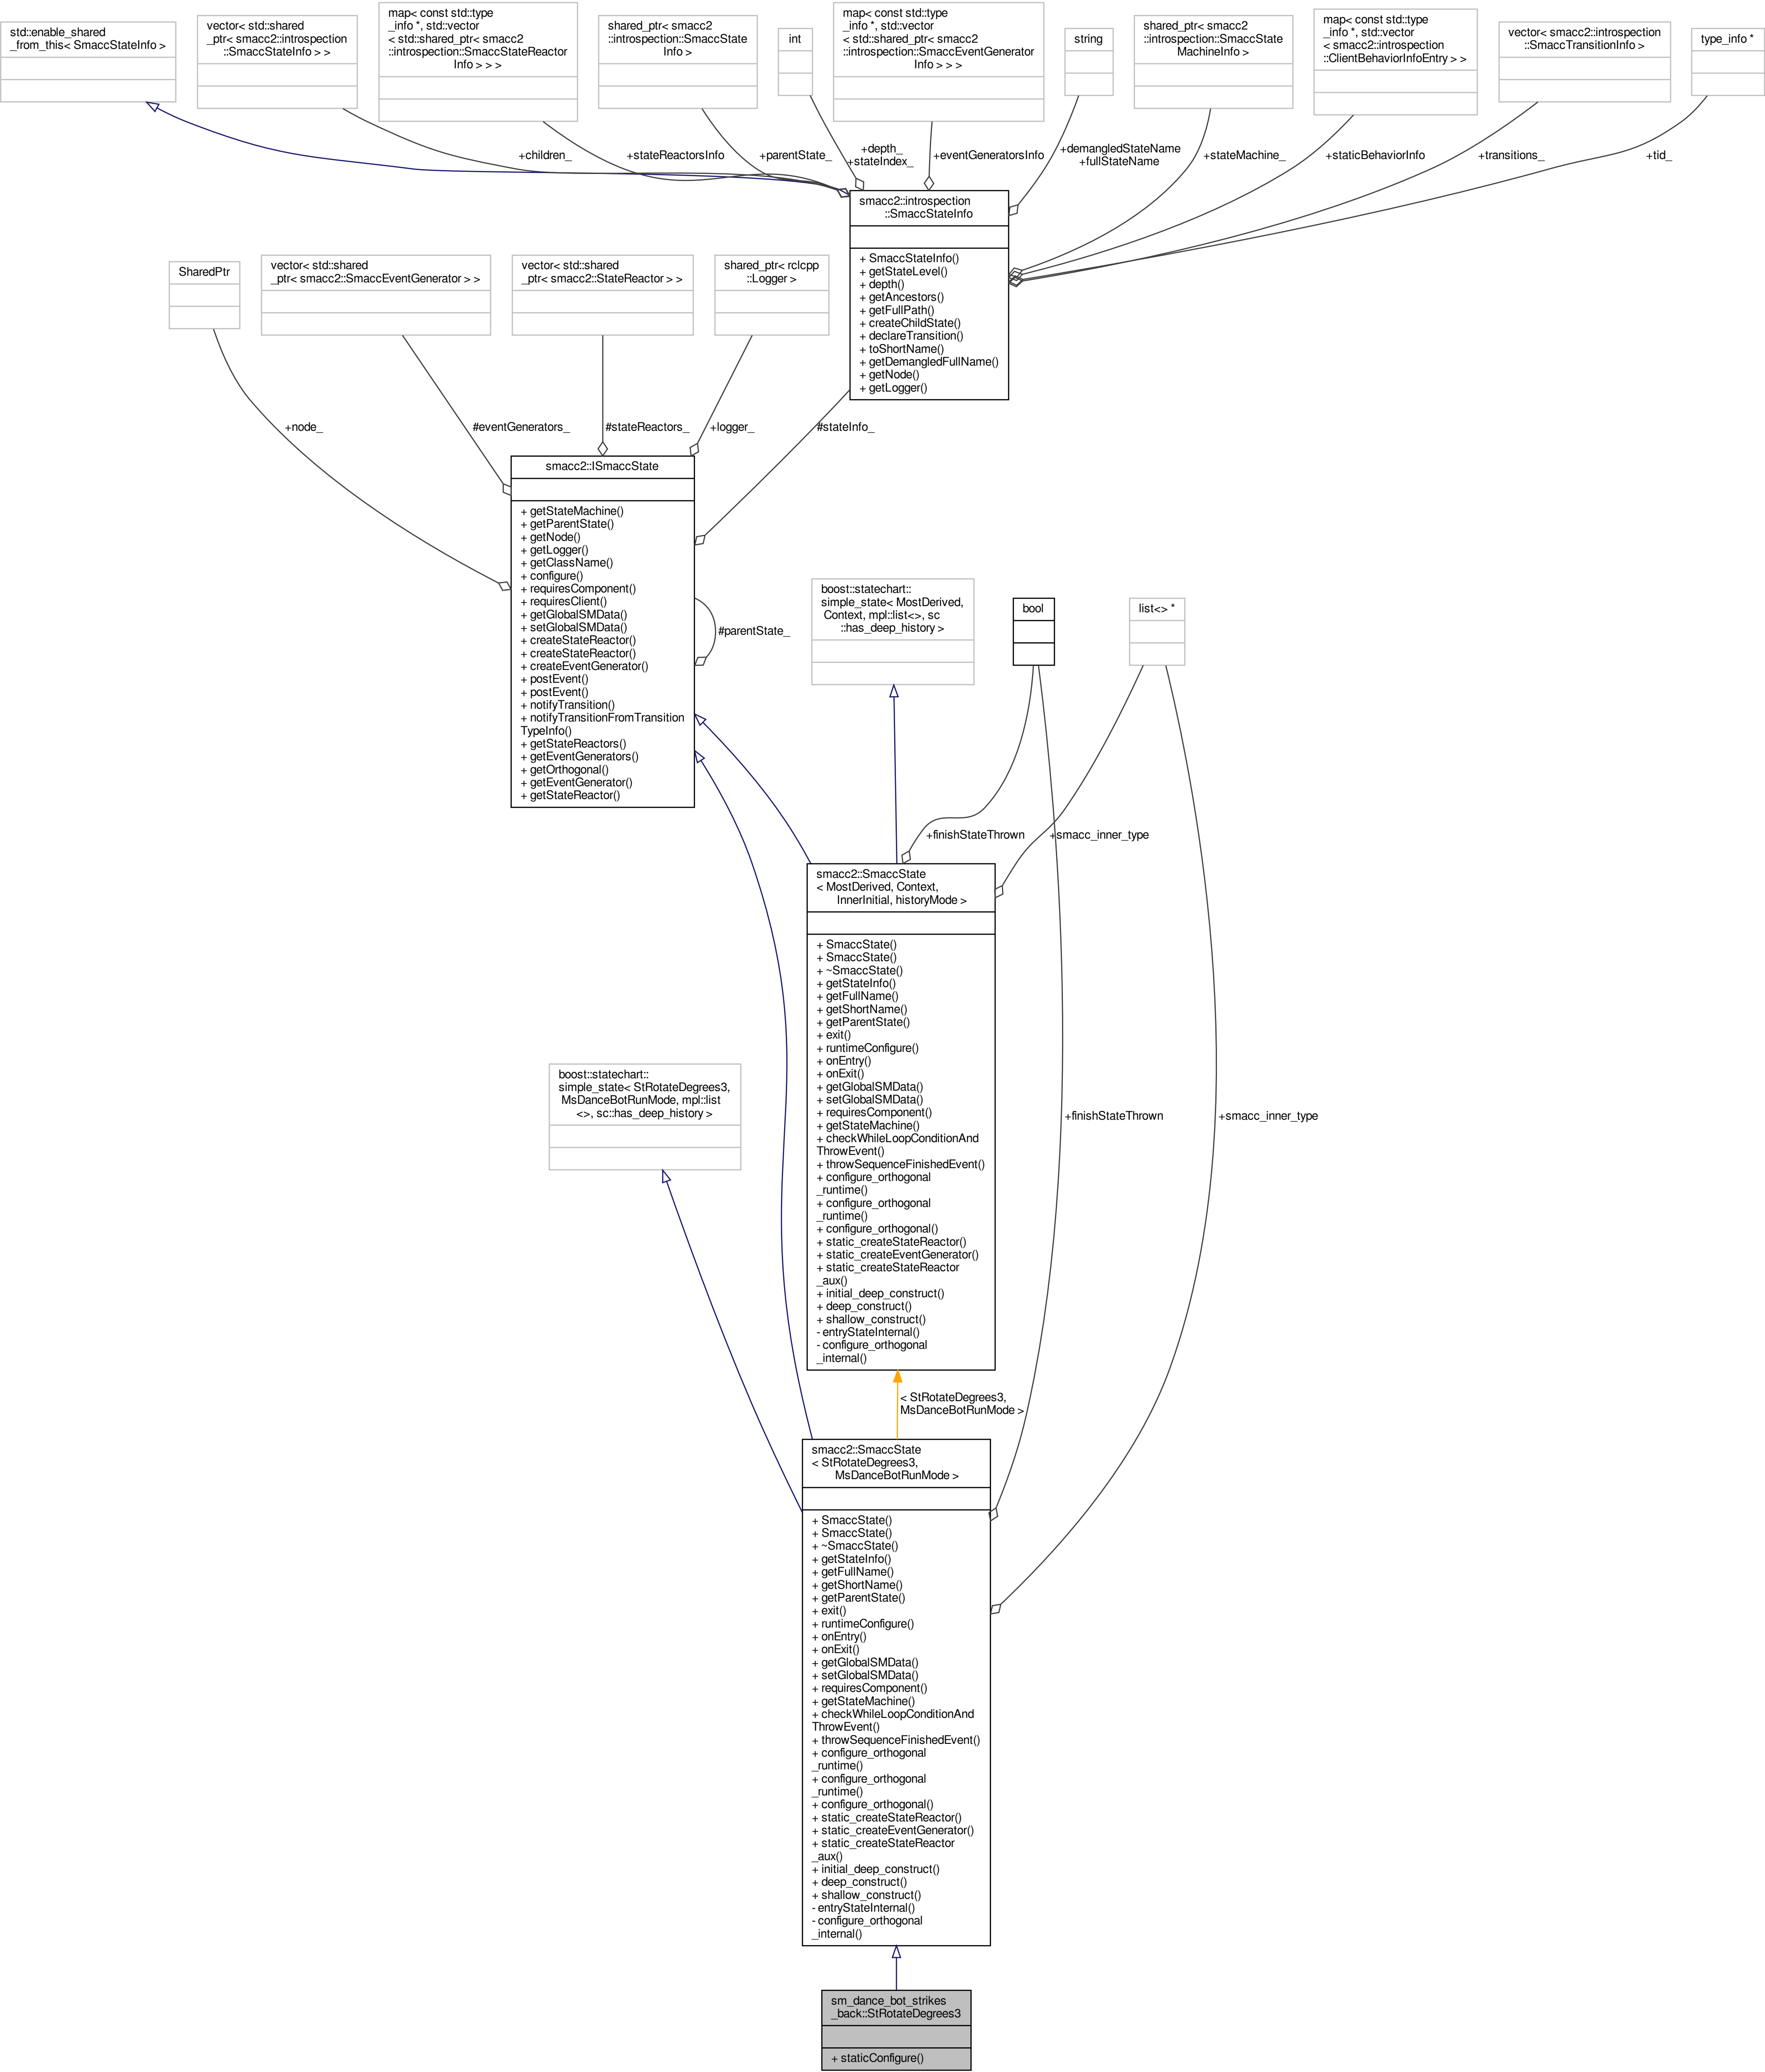 std::enable_shared
_from_this< SmaccStateInfo >
vector< std::shared
_ptr< smacc2::introspection
::SmaccStateInfo > >
map< const std::type
_info *, std::vector
< std::shared_ptr< smacc2
::introspection::SmaccStateReactor
Info > > >
shared_ptr< smacc2
::introspection::SmaccState
Info >
int
map< const std::type
_info *, std::vector
< std::shared_ptr< smacc2
::introspection::SmaccEventGenerator
Info > > >
string
shared_ptr< smacc2
::introspection::SmaccState
MachineInfo >
map< const std::type
_info *, std::vector
< smacc2::introspection
::ClientBehaviorInfoEntry > >
vector< smacc2::introspection
::SmaccTransitionInfo >
type_info *
+children_
+stateReactorsInfo
+parentState_
+depth_
+stateIndex_
+eventGeneratorsInfo
+demangledStateName
+fullStateName
+stateMachine_
+staticBehaviorInfo
+transitions_
+tid_
smacc2::introspection
::SmaccStateInfo
+ SmaccStateInfo()
+ getStateLevel()
+ depth()
+ getAncestors()
+ getFullPath()
+ createChildState()
+ declareTransition()
+ toShortName()
+ getDemangledFullName()
+ getNode()
+ getLogger()
SharedPtr
vector< std::shared
_ptr< smacc2::SmaccEventGenerator > >
vector< std::shared
_ptr< smacc2::StateReactor > >
shared_ptr< rclcpp
::Logger >
+node_
#eventGenerators_
#stateReactors_
+logger_
#stateInfo_
smacc2::ISmaccState
+ getStateMachine()
+ getParentState()
+ getNode()
+ getLogger()
+ getClassName()
+ configure()
+ requiresComponent()
+ requiresClient()
+ getGlobalSMData()
+ setGlobalSMData()
+ createStateReactor()
+ createStateReactor()
+ createEventGenerator()
+ postEvent()
+ postEvent()
+ notifyTransition()
+ notifyTransitionFromTransition
TypeInfo()
+ getStateReactors()
+ getEventGenerators()
+ getOrthogonal()
+ getEventGenerator()
+ getStateReactor()
#parentState_
boost::statechart::
simple_state< MostDerived,
Context, mpl::list<>, sc
::has_deep_history >
bool
list<> *
+finishStateThrown
+smacc_inner_type
smacc2::SmaccState
< MostDerived, Context,
InnerInitial, historyMode >
+ SmaccState()
+ SmaccState()
+ ~SmaccState()
+ getStateInfo()
+ getFullName()
+ getShortName()
+ getParentState()
+ exit()
+ runtimeConfigure()
+ onEntry()
+ onExit()
+ getGlobalSMData()
+ setGlobalSMData()
+ requiresComponent()
+ getStateMachine()
+ checkWhileLoopConditionAnd
ThrowEvent()
+ throwSequenceFinishedEvent()
+ configure_orthogonal
_runtime()
+ configure_orthogonal
_runtime()
+ configure_orthogonal()
+ static_createStateReactor()
+ static_createEventGenerator()
+ static_createStateReactor
_aux()
+ initial_deep_construct()
+ deep_construct()
+ shallow_construct()
- entryStateInternal()
- configure_orthogonal
_internal()
boost::statechart::
simple_state< StRotateDegrees3,
MsDanceBotRunMode, mpl::list
<>, sc::has_deep_history >
+finishStateThrown
+smacc_inner_type
< StRotateDegrees3,
MsDanceBotRunMode >
smacc2::SmaccState
< StRotateDegrees3,
MsDanceBotRunMode >
+ SmaccState()
+ SmaccState()
+ ~SmaccState()
+ getStateInfo()
+ getFullName()
+ getShortName()
+ getParentState()
+ exit()
+ runtimeConfigure()
+ onEntry()
+ onExit()
+ getGlobalSMData()
+ setGlobalSMData()
+ requiresComponent()
+ getStateMachine()
+ checkWhileLoopConditionAnd
ThrowEvent()
+ throwSequenceFinishedEvent()
+ configure_orthogonal
_runtime()
+ configure_orthogonal
_runtime()
+ configure_orthogonal()
+ static_createStateReactor()
+ static_createEventGenerator()
+ static_createStateReactor
_aux()
+ initial_deep_construct()
+ deep_construct()
+ shallow_construct()
- entryStateInternal()
- configure_orthogonal
_internal()
sm_dance_bot_strikes
_back::StRotateDegrees3
+ staticConfigure()